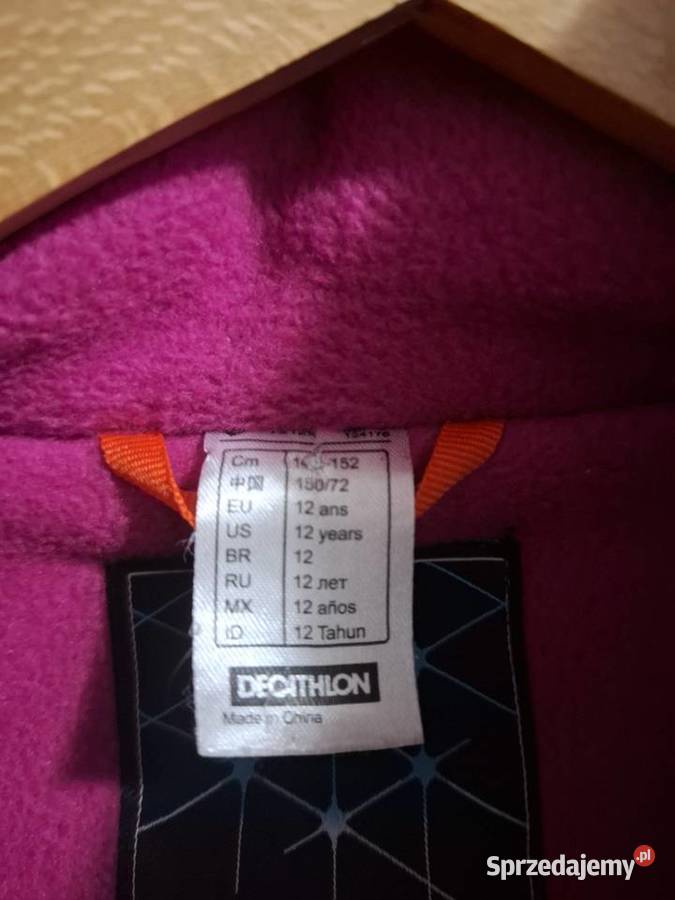 Cm 152
中国 150/72
EU 12 ans
US 12 years
BR 12
RU 12 лет
MX 12 años
ID 12 Tahun
DECATHLON
Made in China
Sprzedajemy.pl